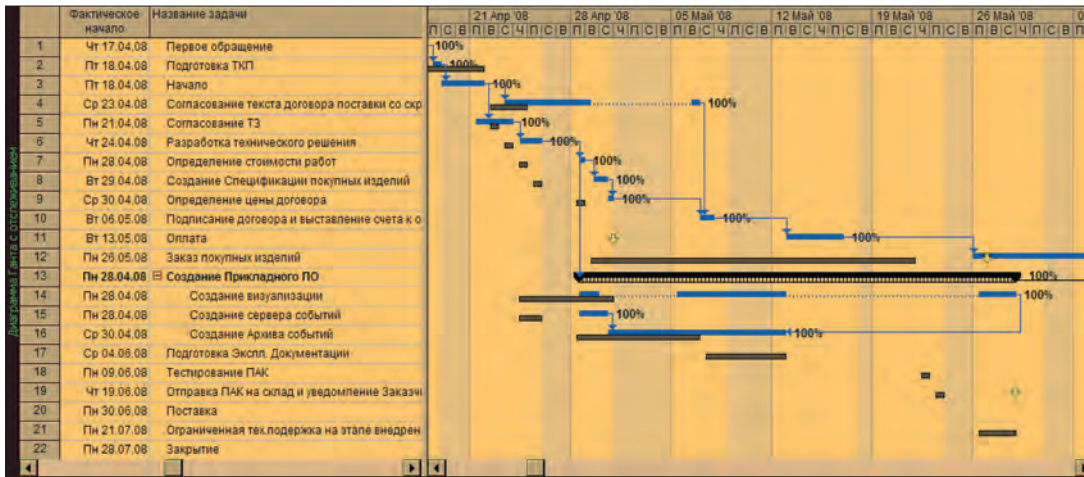 Фактическое начало Название задачи 21 Апр '08 28 Апр '08 05 Май '08 12 Май '08 19 Май '08 26 Май '08
П С В Ч П С В П С В Ч П С В П С В Ч П С В П С В Ч П С В П С В Ч П С В П С В Ч П С В П
1 Чт 17.04.08 Первое обращение 100%
2 Пт 18.04.08 Подготовка ТКП 100%
3 Пт 18.04.08 Начало 100%
4 Ср 23.04.08 Согласование текста договора поставки со скр 100%
5 Пн 21.04.08 Согласование ТЗ 100%
6 Чт 24.04.08 Разработка технического решения 100%
7 Пн 28.04.08 Определение стоимости работ 100%
8 Вт 29.04.08 Создание Спецификации покупных изделий 100%
9 Ср 30.04.08 Определение цены договора 100%
10 Вт 06.05.08 Подписание договора и выставление счета к о 100%
11 Вт 13.05.08 Оплата 100%
12 Пн 26.05.08 Заказ покупных изделий
13 Пн 28.04.08 Создание Прикладного ПО 100%
14 Пн 28.04.08 Создание визуализации 100%
15 Пн 28.04.08 Создание сервера событий 100%
16 Ср 30.04.08 Создание Архива событий 100%
17 Ср 04.06.08 Подготовка Экспл. Документации
18 Пн 09.06.08 Тестирование ПАК
19 Чт 19.06.08 Отправка ПАК на склад и уведомление Заказчи
20 Пн 30.06.08 Поставка
21 Пн 21.07.08 Ограниченная тех.подержка на этапе внедрен
22 Пн 28.07.08 Закрытие
Диаграмма Ганта с отслеживанием